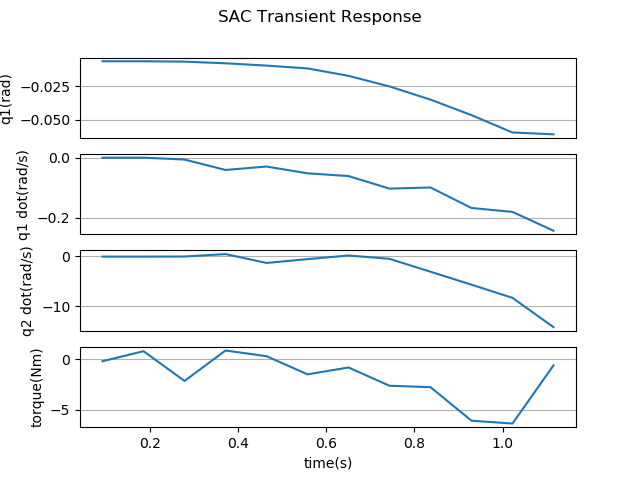 SAC Transient Response
q1(rad)
−0.025
−0.050
q1 dot(rad/s)
0.0
−0.2
q2 dot(rad/s)
0
−10
torque(Nm)
0
−5
0.2 0.4 0.6 0.8 1.0
time(s)